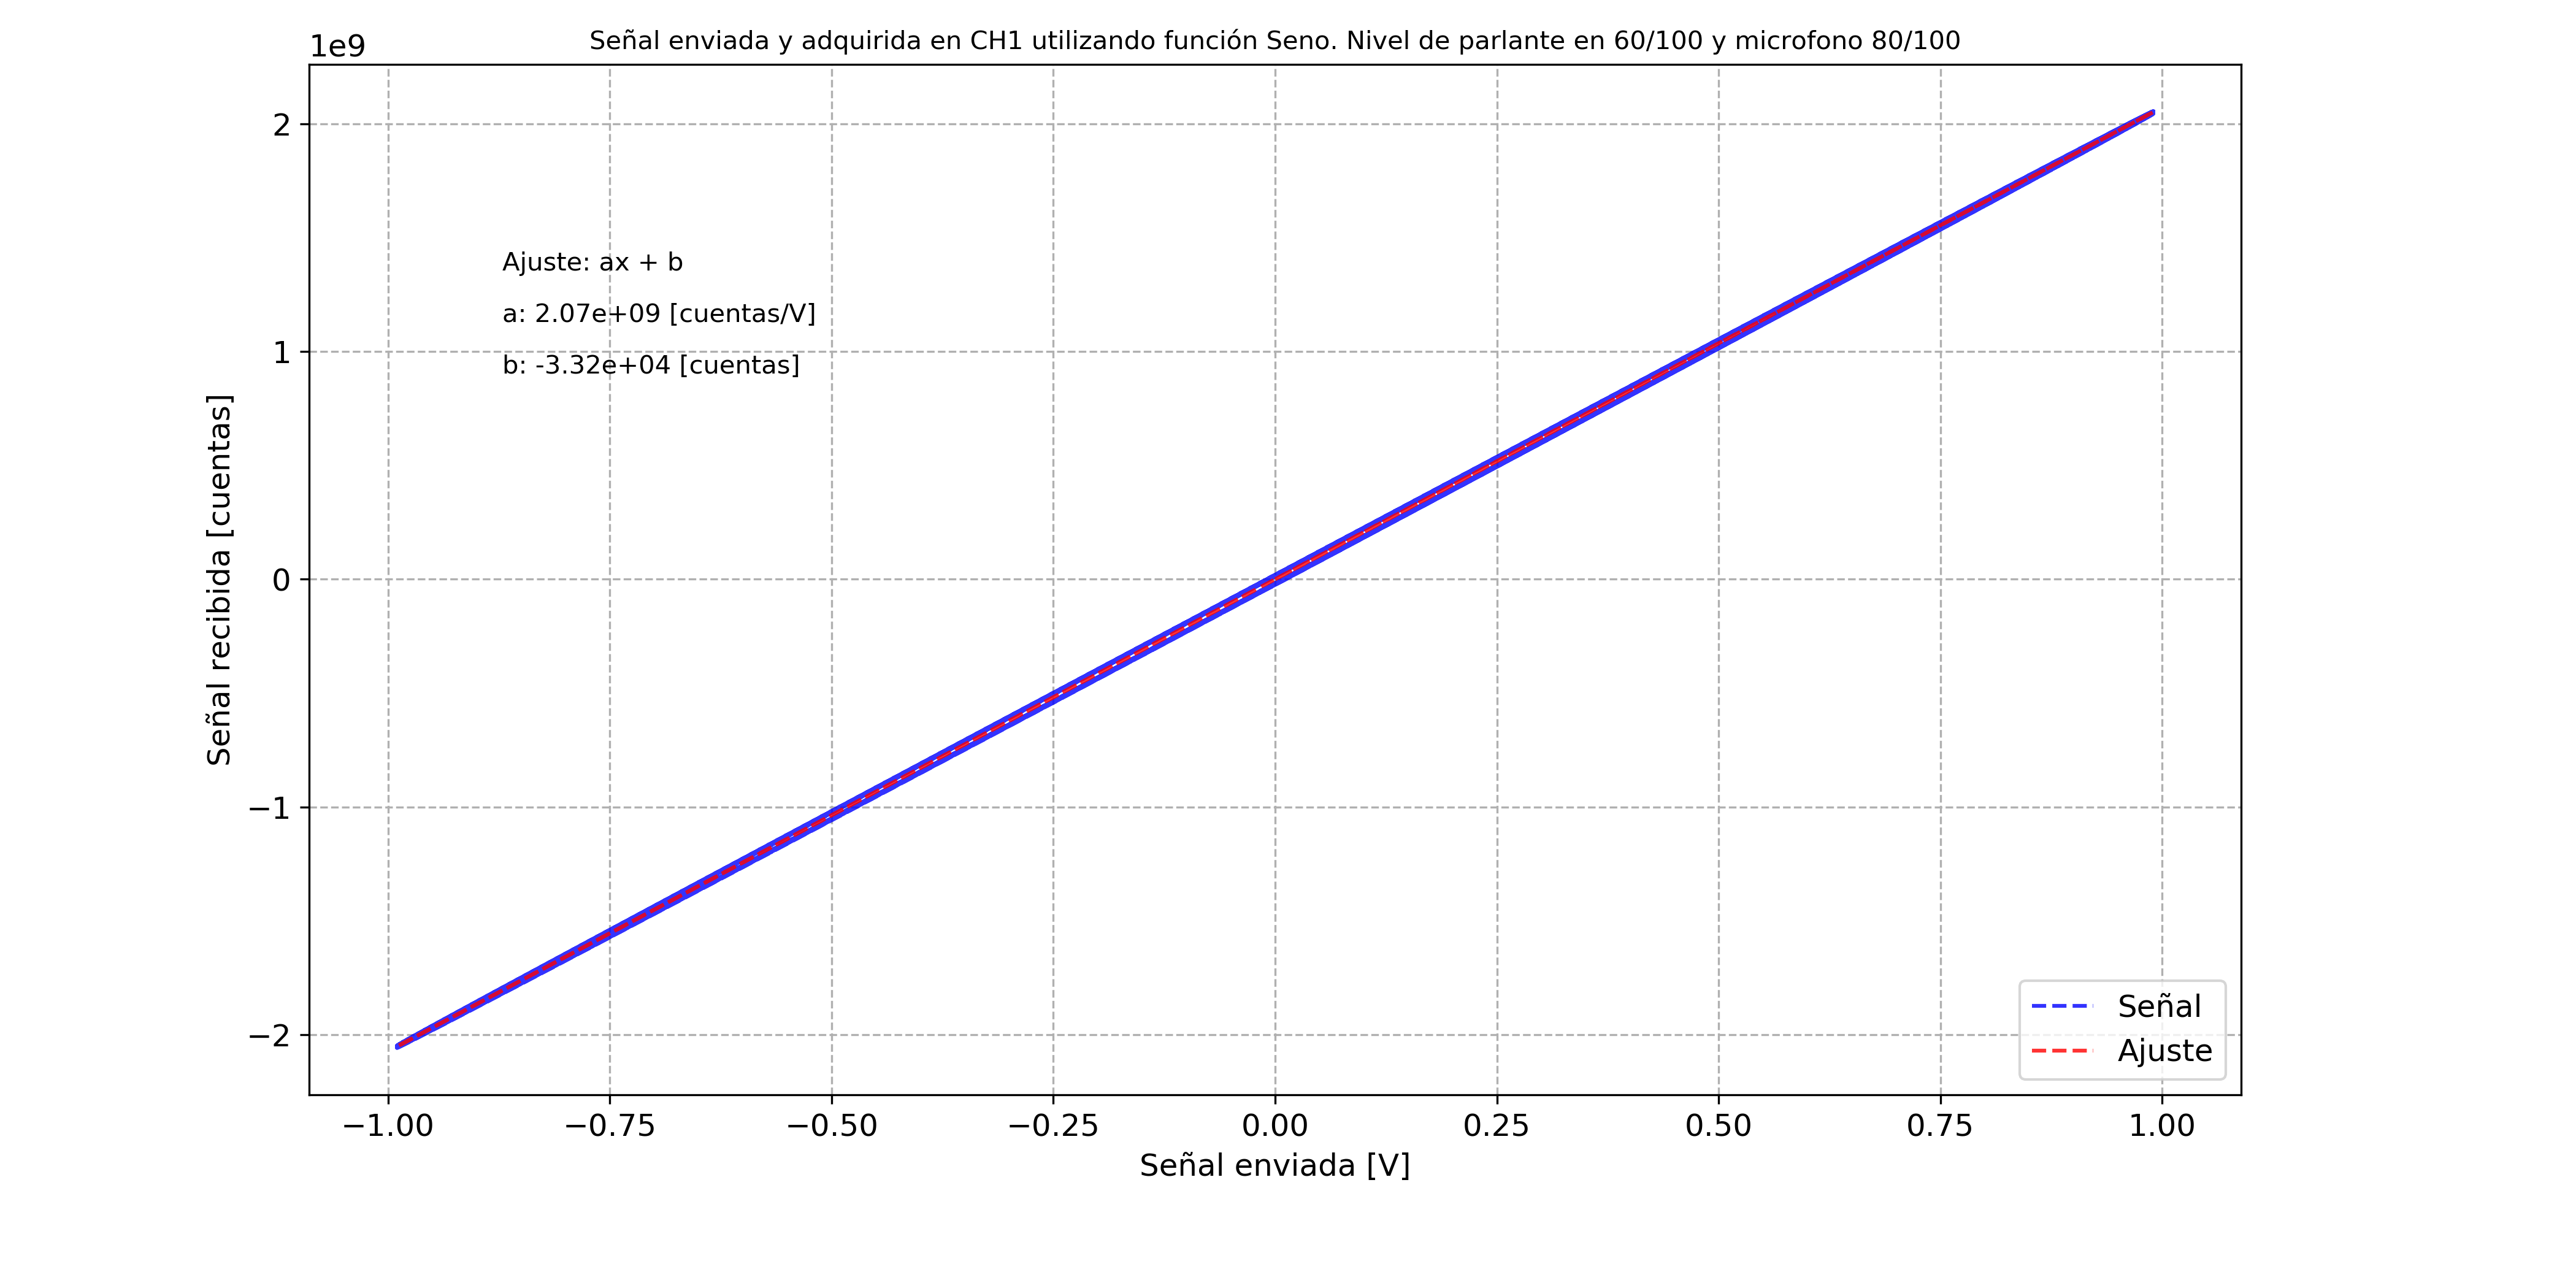 Señal enviada y adquirida en CH1 utilizando función Seno. Nivel de parlante en 60/100 y microfono 80/100
1e9
2
1
0
−1
−2
Señal recibida [cuentas]
Ajuste: ax + b
a: 2.07e+09 [cuentas/V]
b: -3.32e+04 [cuentas]
Señal
Ajuste
−1.00 −0.75 −0.50 −0.25 0.00 0.25 0.50 0.75 1.00
Señal enviada [V]